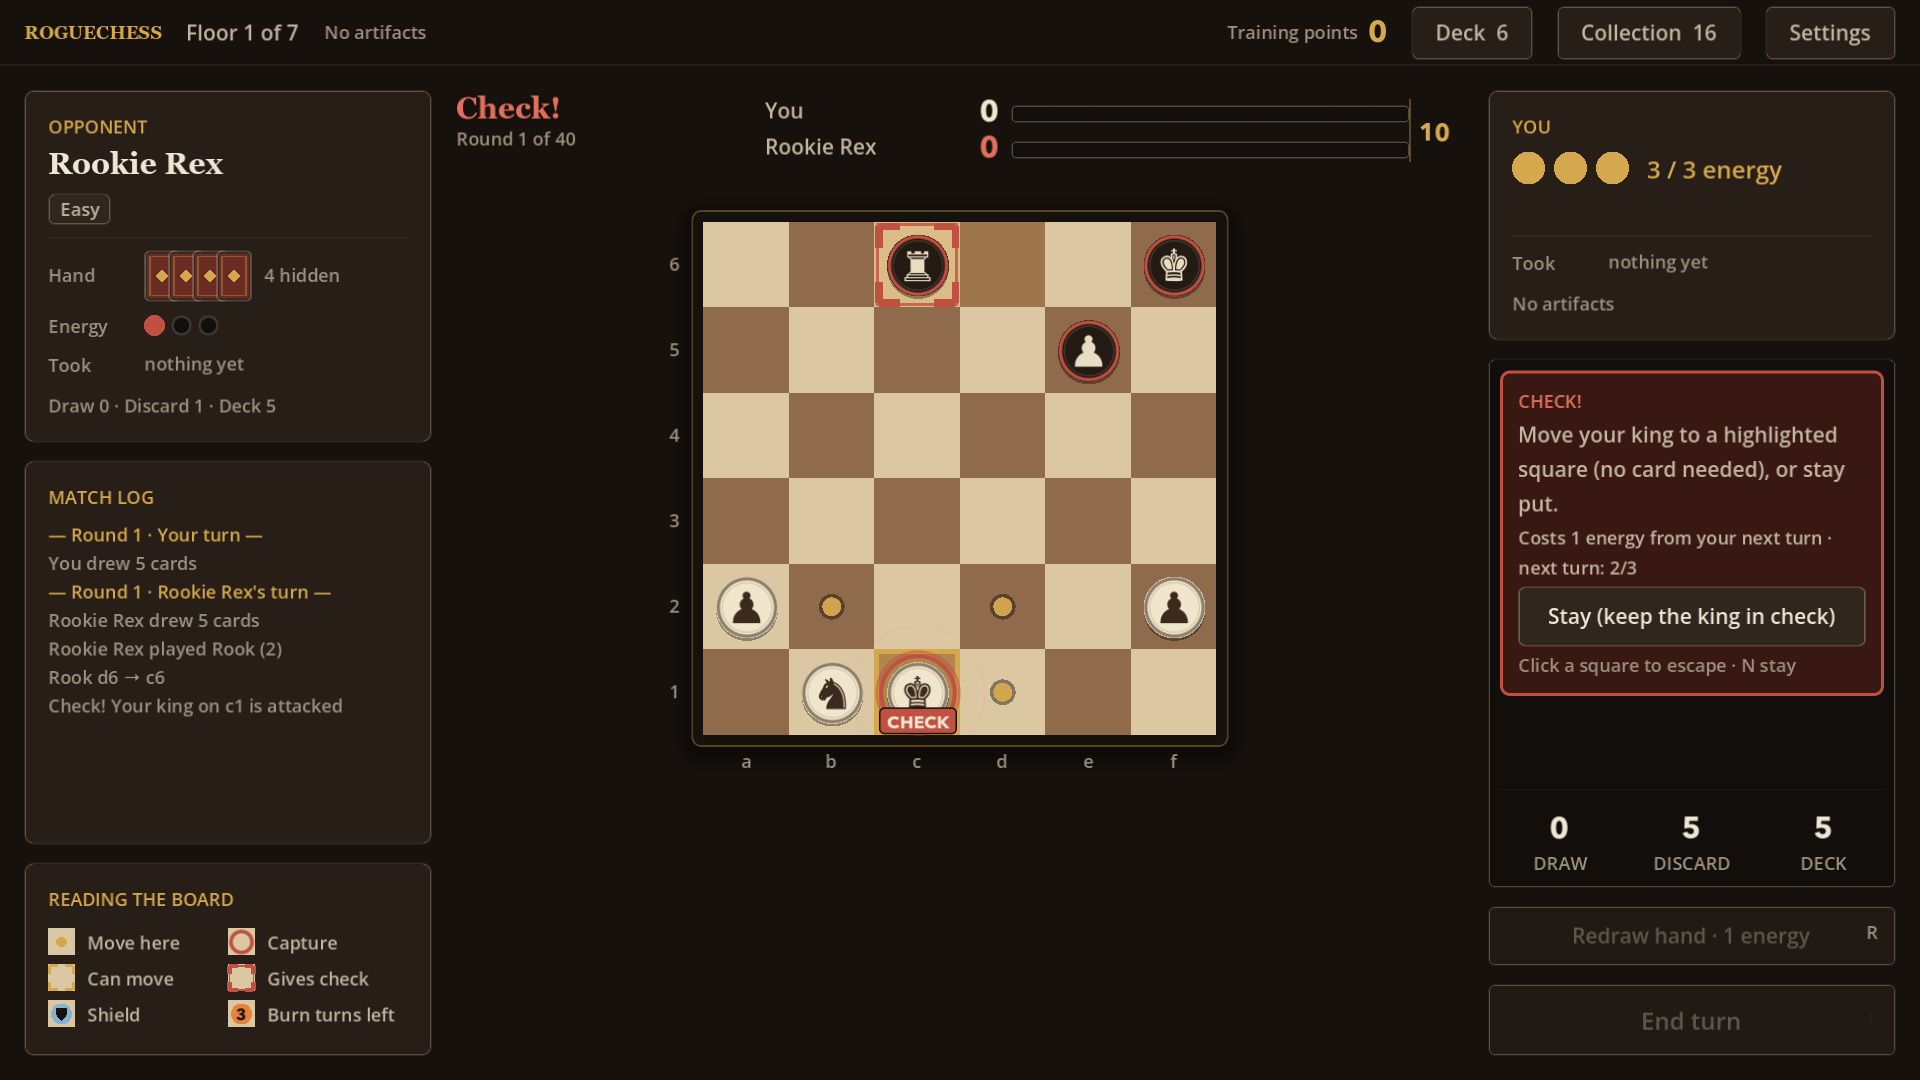 ROGUECHESS Floor 1 of 7 No artifacts Training points 0 Deck 6 Collection 16 Settings
OPPONENT
Rookie Rex
Easy
Hand 4 hidden
Energy
Took nothing yet
Draw 0 · Discard 1 · Deck 5
MATCH LOG
— Round 1 · Your turn —
You drew 5 cards
— Round 1 · Rookie Rex's turn —
Rookie Rex drew 5 cards
Rookie Rex played Rook (2)
Rook d6 → c6
Check! Your king on c1 is attacked
READING THE BOARD
Move here Capture
Can move Gives check
Shield 3 Burn turns left
Check!
Round 1 of 40
You 0
Rookie Rex 0
10
6
5
4
3
2
1
CHECK
a b c d e f
YOU
3 / 3 energy
Took nothing yet
No artifacts
CHECK!
Move your king to a highlighted
square (no card needed), or stay
put.
Costs 1 energy from your next turn ·
next turn: 2/3
Stay (keep the king in check)
Click a square to escape · N stay
0 5 5
DRAW DISCARD DECK
Redraw hand · 1 energy R
End turn